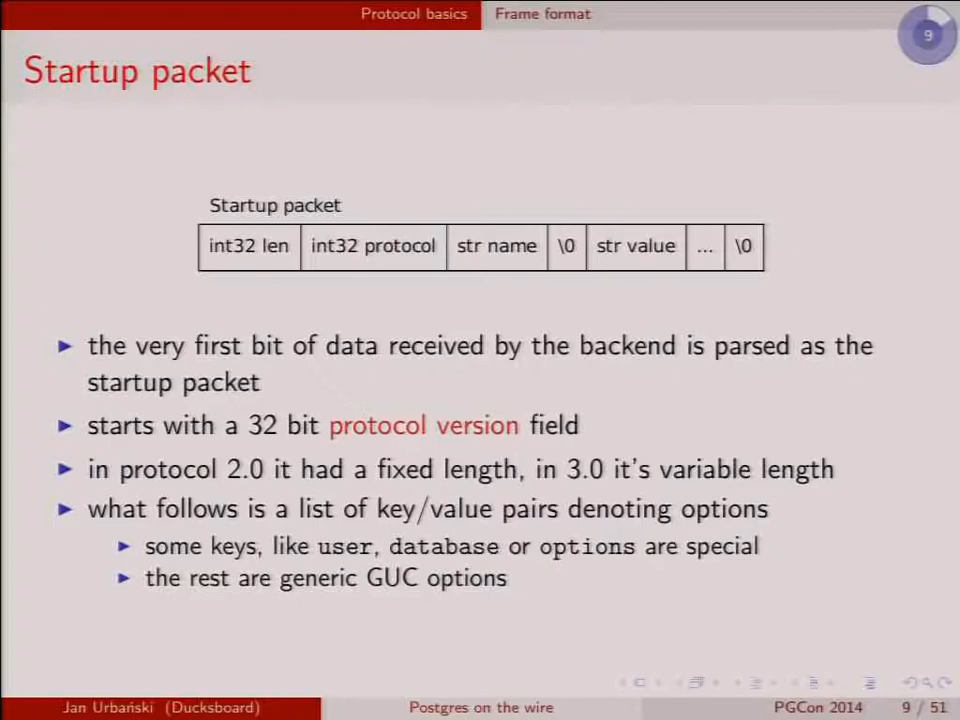 Protocol basics Frame format
9
Startup packet
Startup packet
int32 len int32 protocol str name \0 str value ... \0
the very first bit of data received by the backend is parsed as the
startup packet
starts with a 32 bit protocol version field
in protocol 2.0 it had a fixed length, in 3.0 it's variable length
what follows is a list of key/value pairs denoting options
some keys, like user, database or options are special
the rest are generic GUC options
Jan Urbański (Ducksboard) Postgres on the wire PGCon 2014 9 / 51